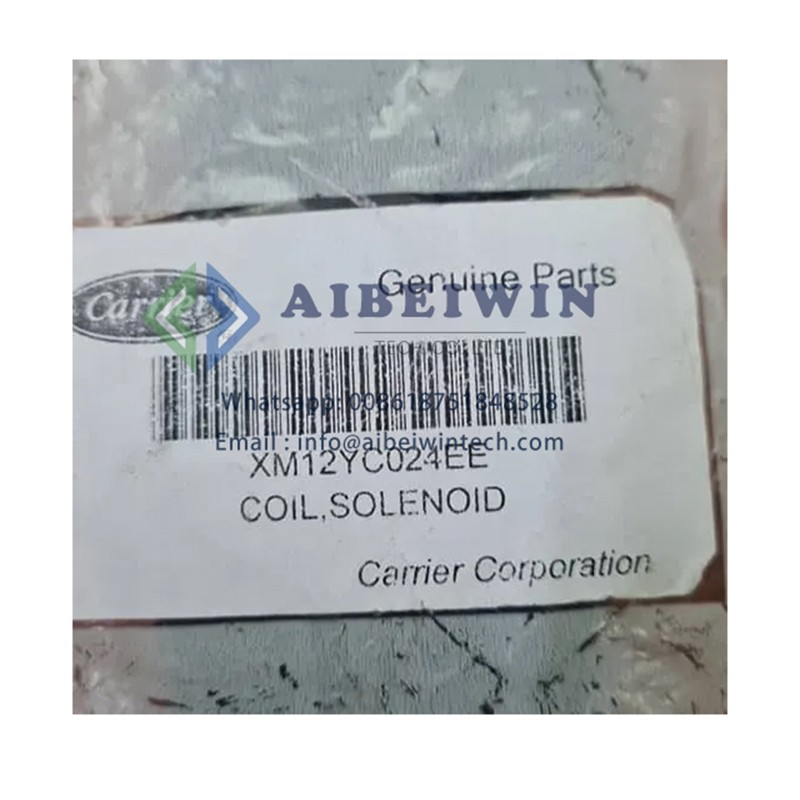 Genuine Parts
Carrier
AIBEIWIN
Whatsapp: 008618751848528
Email : info@aibeiwintech.com
XM12YC024EE
COIL,SOLENOID
Carrier Corporation